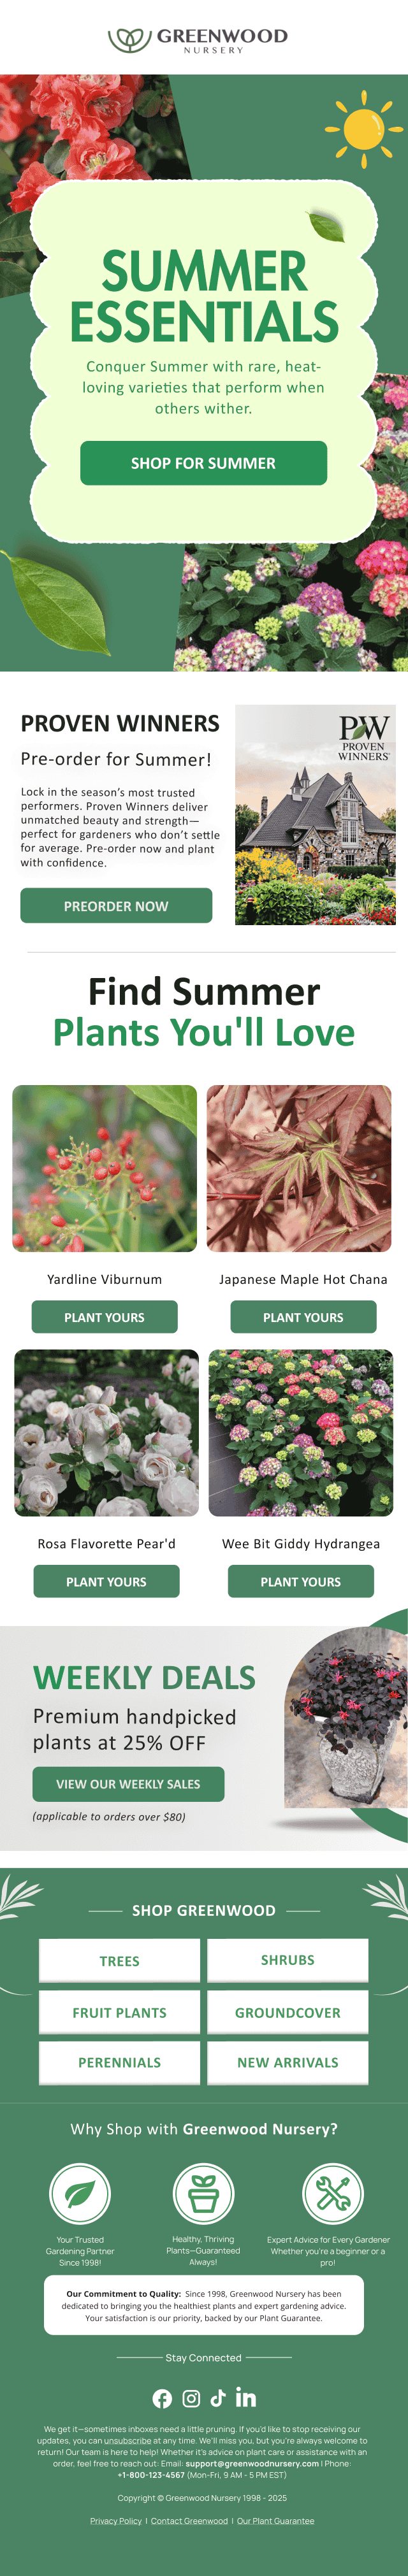 GREENWOOD
NURSERY
SUMMER
ESSENTIALS
Conquer Summer with rare, heat-
loving varieties that perform when
others wither.
SHOP FOR SUMMER
PROVEN WINNERS
Pre-order for Summer!
Lock in the season's most trusted
performers. Proven Winners deliver
unmatched beauty and strength—
perfect for gardeners who don't settle
for average. Pre-order now and plant
with confidence.
PREORDER NOW
PW
PROVEN
WINNERS®
Find Summer
Plants You'll Love
Yardline Viburnum
Japanese Maple Hot Chana
PLANT YOURS
PLANT YOURS
Rosa Flavorette Pear'd
Wee Bit Giddy Hydrangea
PLANT YOURS
PLANT YOURS
WEEKLY DEALS
Premium handpicked
plants at 25% OFF
VIEW OUR WEEKLY SALES
(applicable to orders over $80)
SHOP GREENWOOD
TREES
SHRUBS
FRUIT PLANTS
GROUNDCOVER
PERENNIALS
NEW ARRIVALS
Why Shop with Greenwood Nursery?
Your Trusted
Gardening Partner
Since 1998!
Healthy, Thriving
Plants—Guaranteed
Always!
Expert Advice for Every Gardener
Whether you're a beginner or a
pro!
Our Commitment to Quality: Since 1998, Greenwood Nursery has been
dedicated to bringing you the healthiest plants and expert gardening advice.
Your satisfaction is our priority, backed by our Plant Guarantee.
Stay Connected
We get it—sometimes inboxes need a little pruning. If you'd like to stop receiving our
updates, you can unsubscribe at any time. We'll miss you, but you're always welcome to
return! Our team is here to help! Whether it's advice on plant care or assistance with an
order, feel free to reach out: Email: support@greenwoodnursery.com | Phone:
+1-800-123-4567 (Mon-Fri, 9 AM - 5 PM EST)
Copyright © Greenwood Nursery 1998 - 2025
Privacy Policy | Contact Greenwood | Our Plant Guarantee